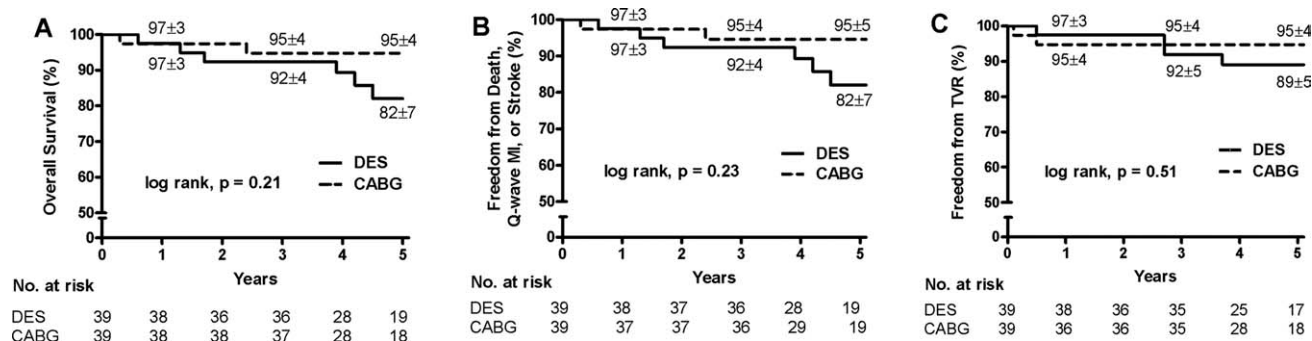 A
Overall Survival (%)
100
90
80
70
60
50
0
97±3
95±4
95±4
97±3
92±4
82±7
DES
CABG
log rank, p = 0.21
0 1 2 3 4 5
Years
No. at risk
DES 39 38 36 36 28 19
CABG 39 38 38 37 28 18
B
Freedom from Death,
Q-wave MI, or Stroke (%)
100
90
80
70
60
50
0
97±3
95±4
95±5
97±3
92±4
82±7
DES
CABG
log rank, p = 0.23
0 1 2 3 4 5
Years
No. at risk
DES 39 38 37 36 28 19
CABG 39 37 37 36 29 19
C
Freedom from TVR (%)
100
90
80
70
60
50
0
97±3
95±4
95±4
95±4
92±5
89±5
DES
CABG
log rank, p = 0.51
0 1 2 3 4 5
Years
No. at risk
DES 39 38 36 35 25 17
CABG 39 36 36 35 28 18